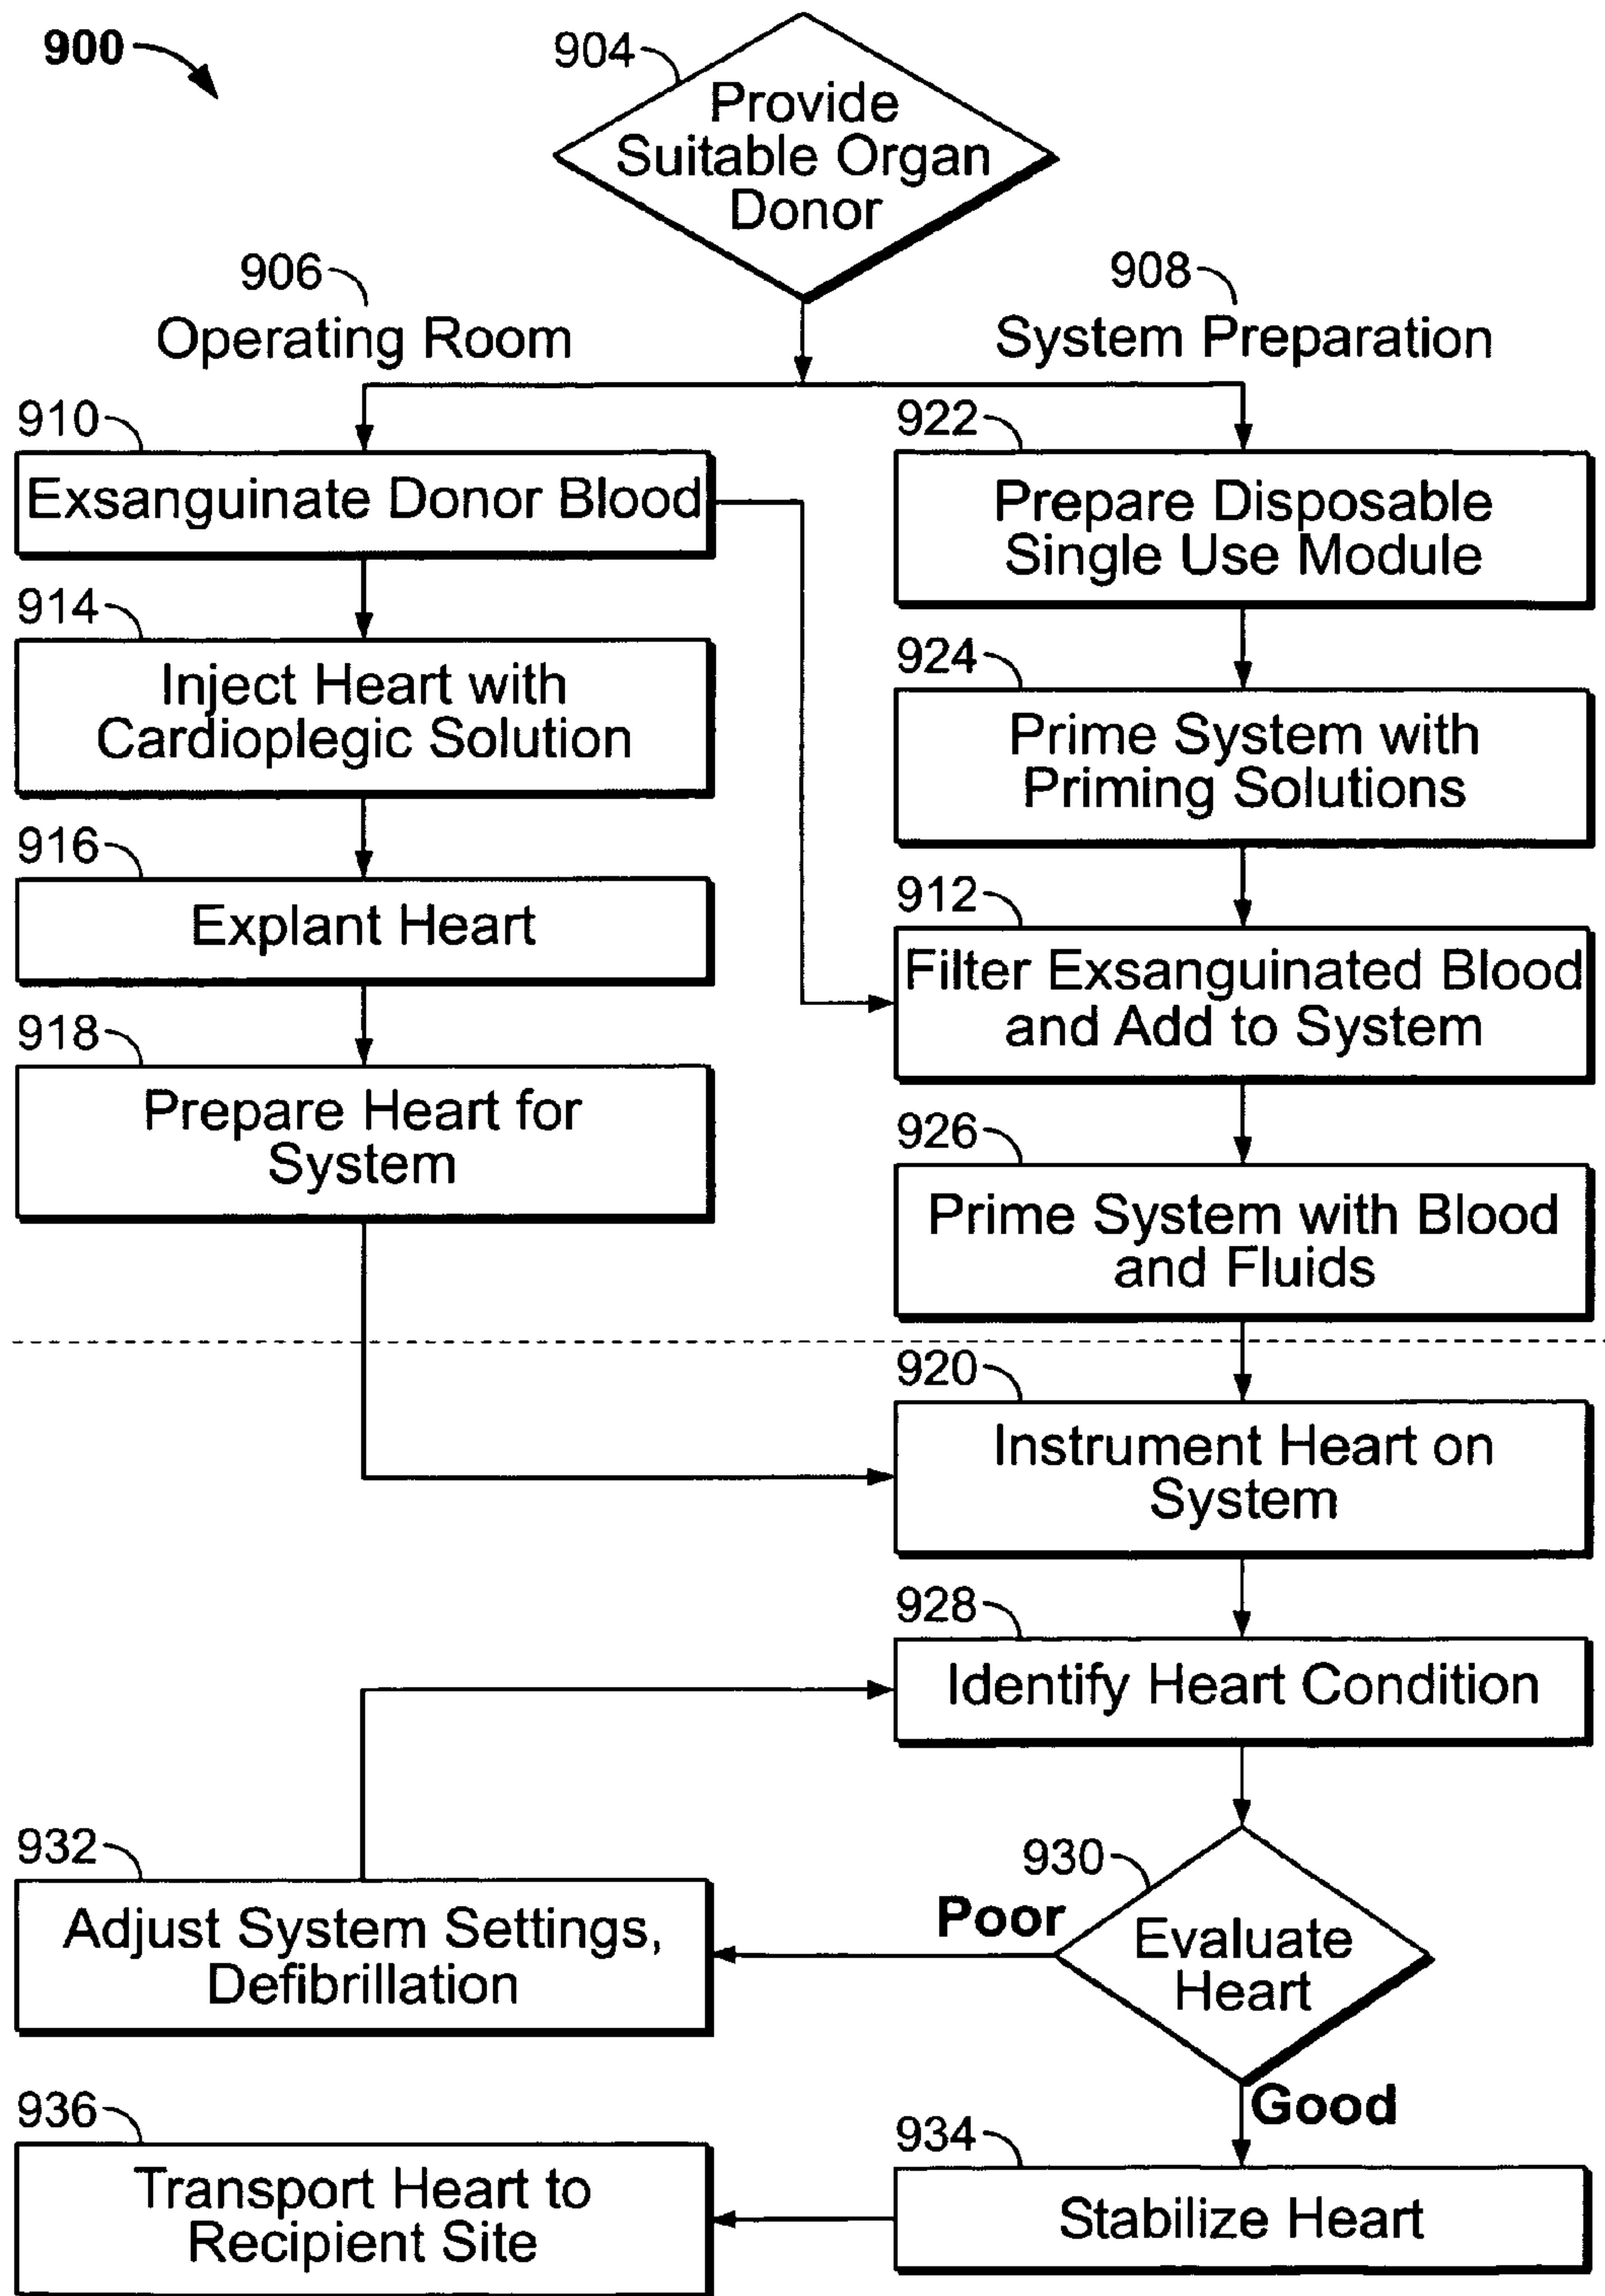 900
904
Provide
Suitable Organ
Donor
906
Operating Room
908
System Preparation
910
Exsanguinate Donor Blood
914
Inject Heart with
Cardioplegic Solution
916
Explant Heart
918
Prepare Heart for
System
922
Prepare Disposable
Single Use Module
924
Prime System with
Priming Solutions
912
Filter Exsanguinated Blood
and Add to System
926
Prime System with Blood
and Fluids
920
Instrument Heart on
System
928
Identify Heart Condition
930
Evaluate
Heart
Poor
932
Adjust System Settings,
Defibrillation
Good
934
Stabilize Heart
936
Transport Heart to
Recipient Site